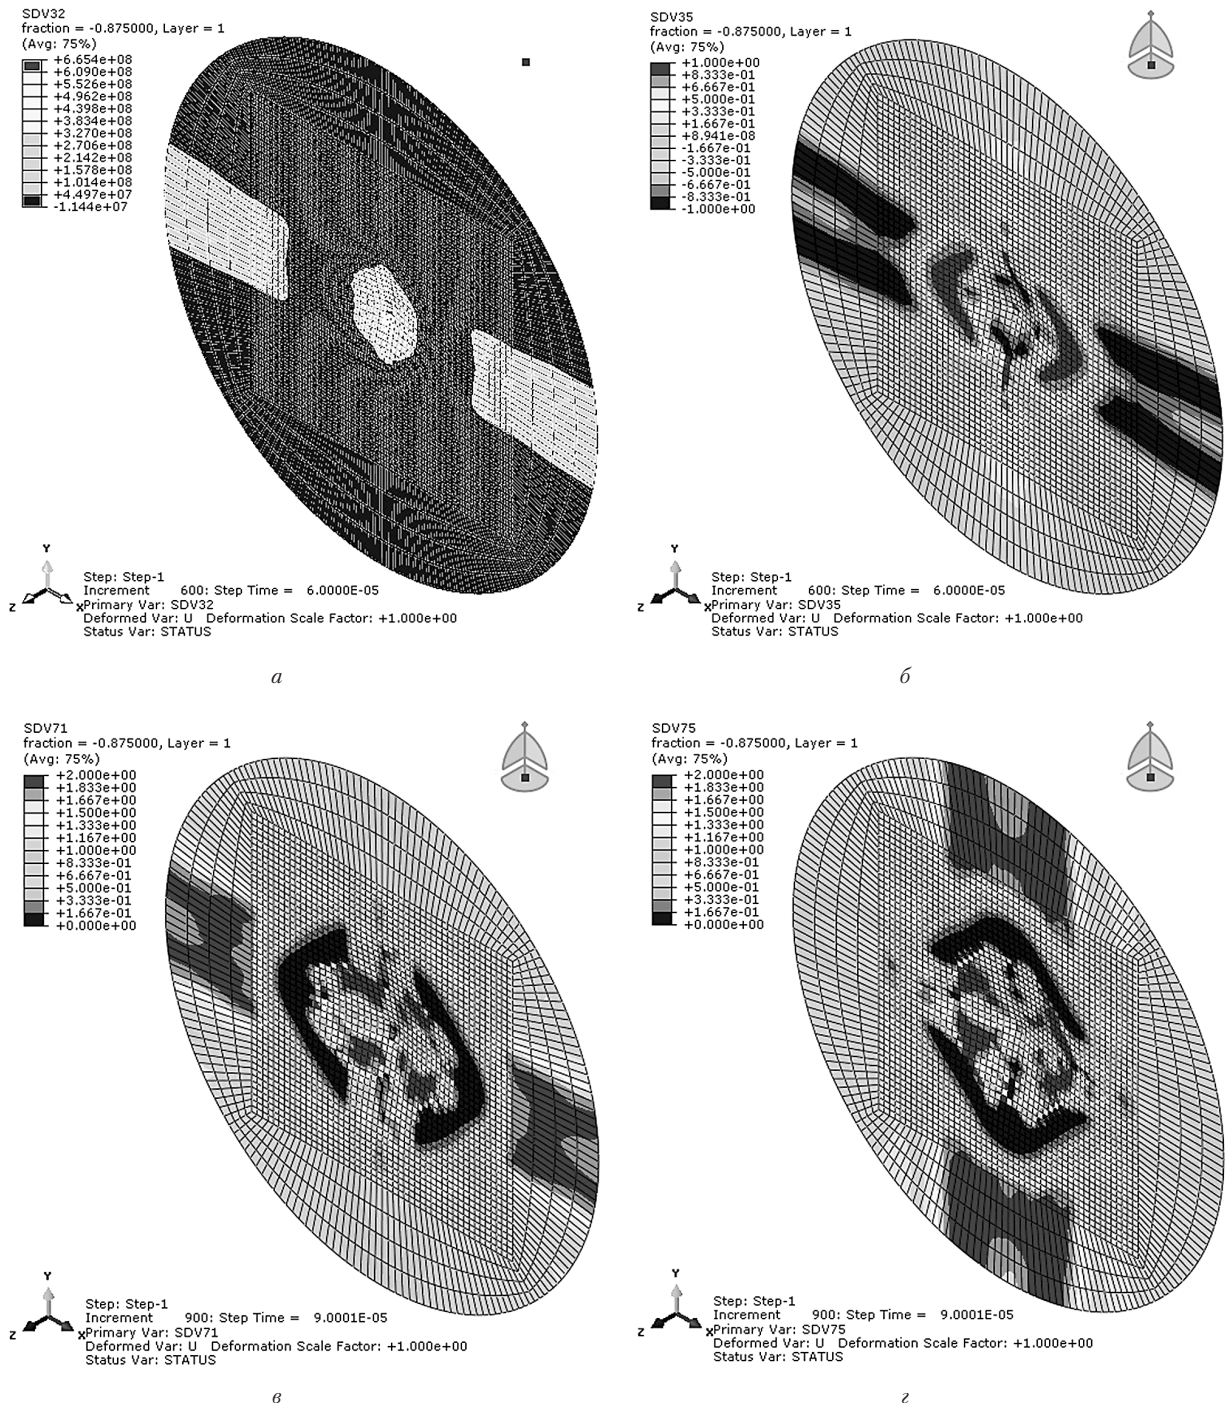 SDV32
fraction = -0.875000, Layer = 1
(Avg: 75%)
+6.654e+08
+6.090e+08
+5.526e+08
+4.962e+08
+4.398e+08
+3.834e+08
+3.270e+08
+2.706e+08
+2.142e+08
+1.578e+08
+1.014e+08
+4.497e+07
-1.144e+07
Y
Z
X
Step: Step-1
Increment 600: Step Time = 6.0000E-05
Primary Var: SDV32
Deformed Var: U Deformation Scale Factor: +1.000e+00
Status Var: STATUS
а
SDV35
fraction = -0.875000, Layer = 1
(Avg: 75%)
+1.000e+00
+8.333e-01
+6.667e-01
+5.000e-01
+3.333e-01
+1.667e-01
+8.941e-08
-1.667e-01
-3.333e-01
-5.000e-01
-6.667e-01
-8.333e-01
-1.000e+00
Y
Z
X
Step: Step-1
Increment 600: Step Time = 6.0000E-05
Primary Var: SDV35
Deformed Var: U Deformation Scale Factor: +1.000e+00
Status Var: STATUS
б
SDV71
fraction = -0.875000, Layer = 1
(Avg: 75%)
+2.000e+00
+1.833e+00
+1.667e+00
+1.500e+00
+1.333e+00
+1.167e+00
+1.000e+00
+8.333e-01
+6.667e-01
+5.000e-01
+3.333e-01
+1.667e-01
+0.000e+00
Y
Z
X
Step: Step-1
Increment 900: Step Time = 9.0001E-05
Primary Var: SDV71
Deformed Var: U Deformation Scale Factor: +1.000e+00
Status Var: STATUS
в
SDV75
fraction = -0.875000, Layer = 1
(Avg: 75%)
+2.000e+00
+1.833e+00
+1.667e+00
+1.500e+00
+1.333e+00
+1.167e+00
+1.000e+00
+8.333e-01
+6.667e-01
+5.000e-01
+3.333e-01
+1.667e-01
+0.000e+00
Y
Z
X
Step: Step-1
Increment 900: Step Time = 9.0001E-05
Primary Var: SDV75
Deformed Var: U Deformation Scale Factor: +1.000e+00
Status Var: STATUS
г